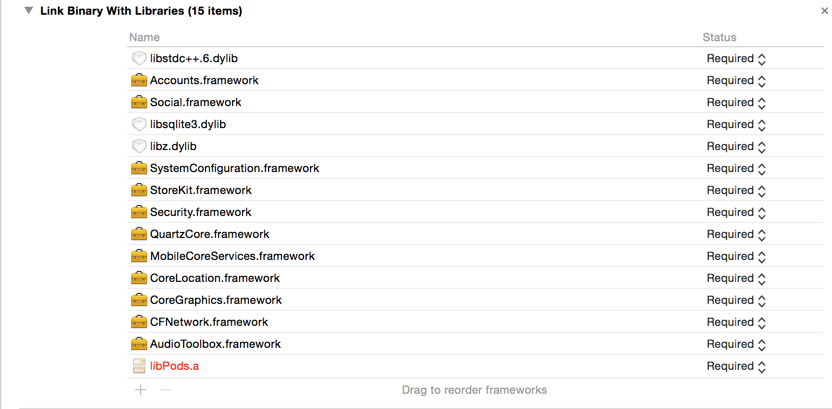 Link Binary With Libraries (15 items)
Name Status
libstdc++.6.dylib Required
Accounts.framework Required
Social.framework Required
libsqlite3.dylib Required
libz.dylib Required
SystemConfiguration.framework Required
StoreKit.framework Required
Security.framework Required
QuartzCore.framework Required
MobileCoreServices.framework Required
CoreLocation.framework Required
CoreGraphics.framework Required
CFNetwork.framework Required
AudioToolbox.framework Required
libPods.a Required
Drag to reorder frameworks